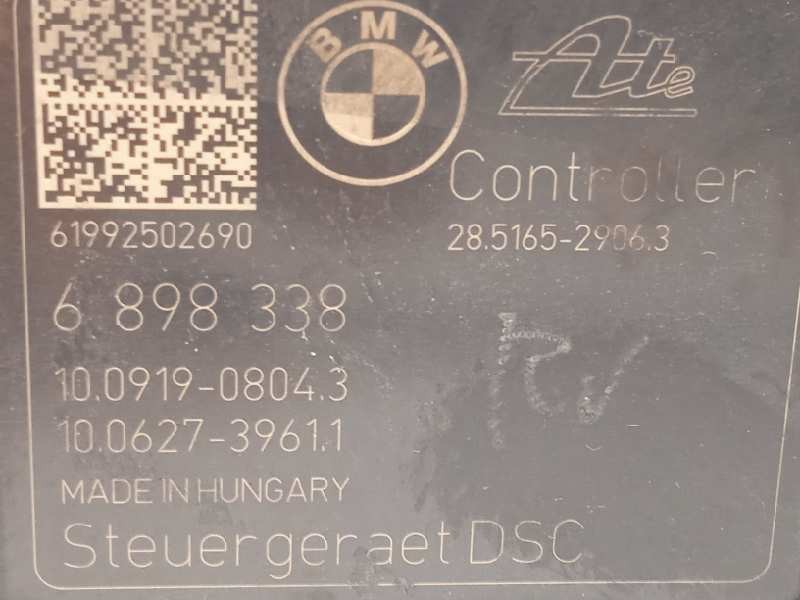 BMW
Ate
Controller
61992502690
28.5165-2906.3
6 898 338
10.0919-0804.3
10.0627-3961.1
MADE IN HUNGARY
Steuergeraet DSC